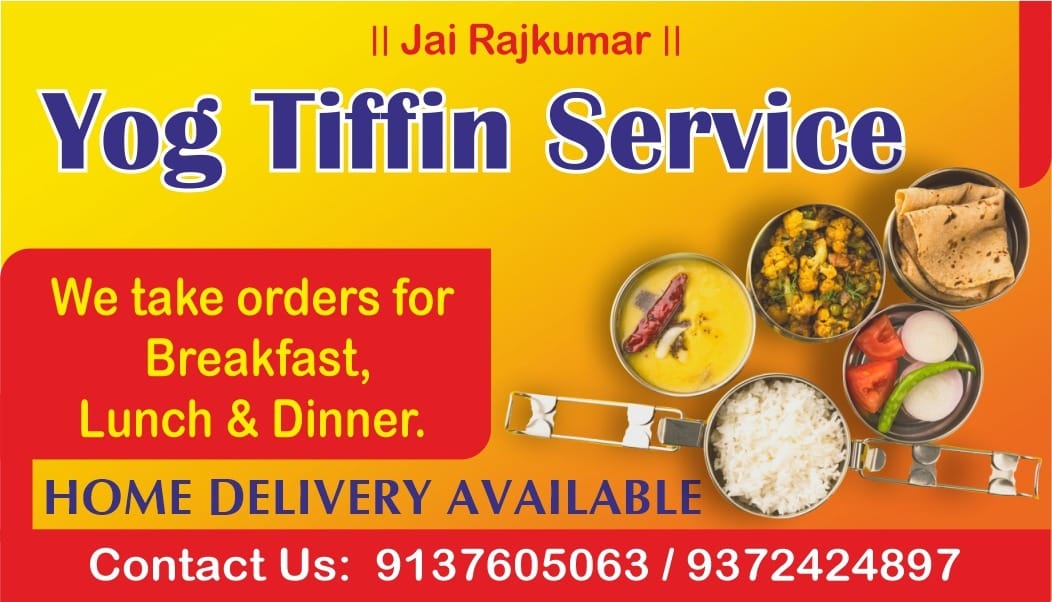 || Jai Rajkumar ||
Yog Tiffin Service
We take orders for
Breakfast,
Lunch & Dinner.
HOME DELIVERY AVAILABLE
Contact Us: 9137605063 / 9372424897